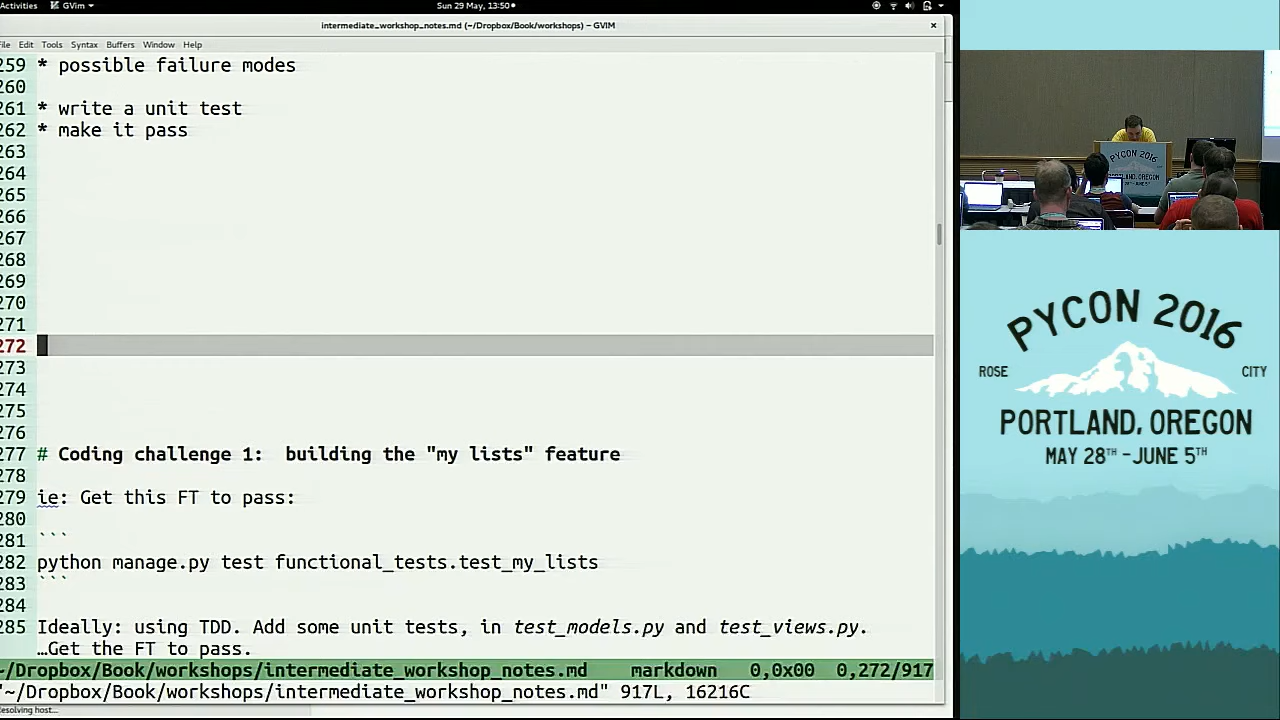 Activities GVim Sun 29 May, 13:50
intermediate_workshop_notes.md (~/Dropbox/Book/workshops) – GVIM
File Edit Tools Syntax Buffers Window Help
259 * possible failure modes
260
261 * write a unit test
262 * make it pass
263
264
265
266
267
268
269
270
271
272
273
274
275
276
277 # Coding challenge 1:  building the "my lists" feature
278
279 ie: Get this FT to pass:
280
281 ```
282 python manage.py test functional_tests.test_my_lists
283 ```
284
285 Ideally: using TDD. Add some unit tests, in test_models.py and test_views.py.
…Get the FT to pass.
~/Dropbox/Book/workshops/intermediate_workshop_notes.md markdown 0,0x00 0,272/917
"~/Dropbox/Book/workshops/intermediate_workshop_notes.md" 917L, 16216C
Resolving host...
PYCON 2016
PORTLAND, OREGON
PYCON 2016
ROSE CITY
PORTLAND, OREGON
MAY 28TH - JUNE 5TH